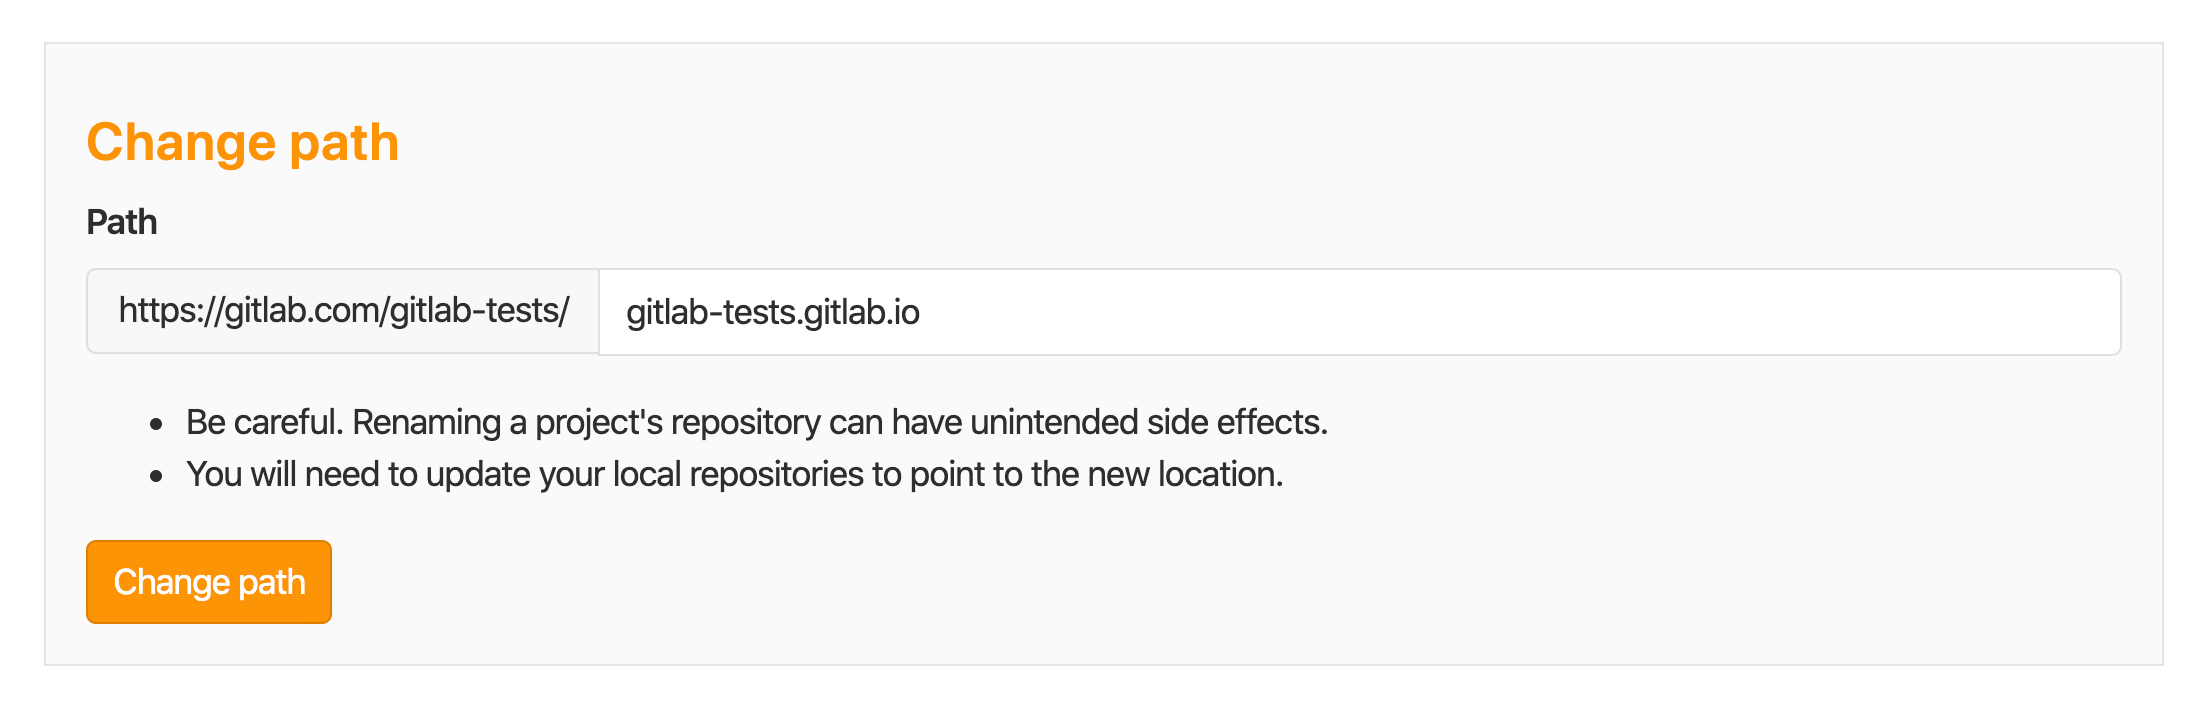 Change path
Path
https://gitlab.com/gitlab-tests/ gitlab-tests.gitlab.io
Be careful. Renaming a project's repository can have unintended side effects.
You will need to update your local repositories to point to the new location.
Change path